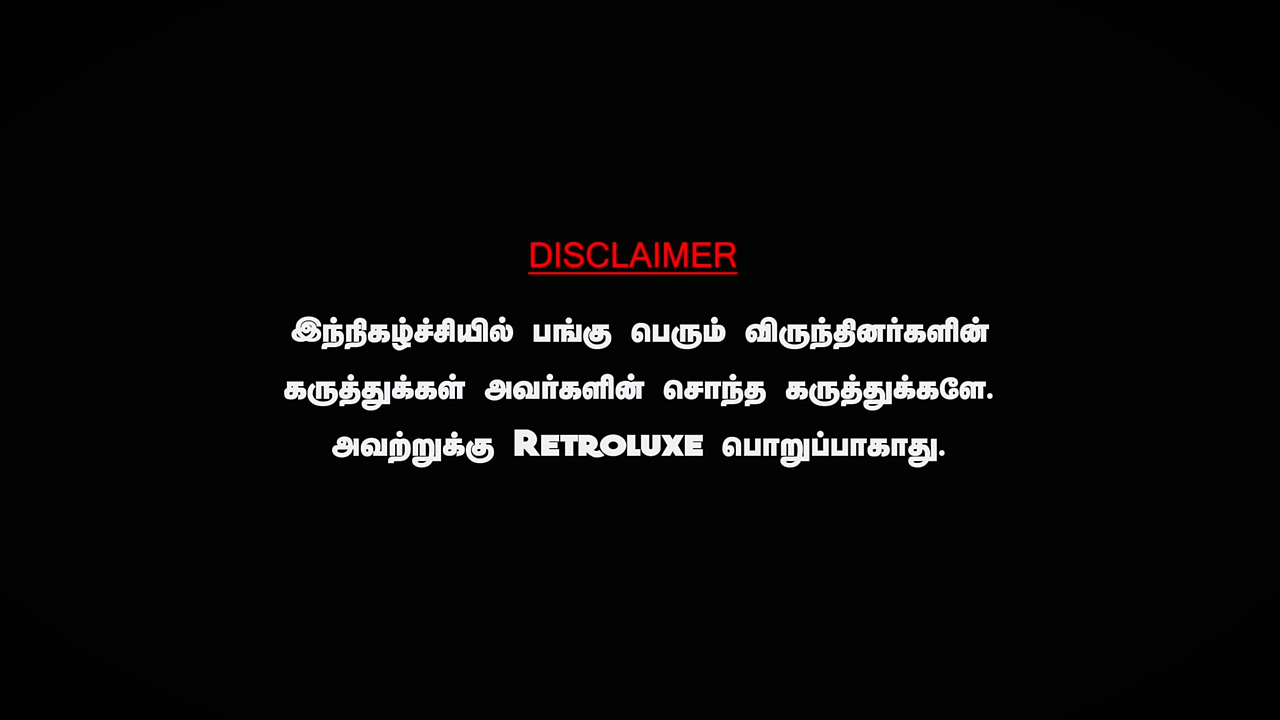 DISCLAIMER
இந்நிகழ்ச்சியில் பங்கு பெரும் விருந்தினர்களின்
கருத்துக்கள் அவர்களின் சொந்த கருத்துக்களே.
அவற்றுக்கு RETROLUXE பொறுப்பாகாது.